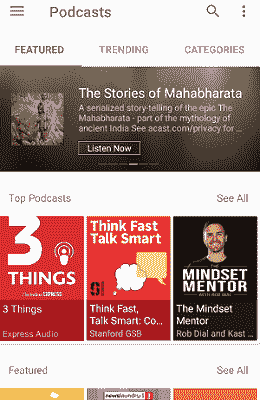 Podcasts
FEATURED
TRENDING
CATEGORIES
The Stories of Mahabharata
A serialized story-telling of the epic The
Mahabharata - part of the mythology of
ancient India See acast.com/privacy for ...
Listen Now
Top Podcasts
See All
3
THINGS
EXPRESS
Think Fast
Talk Smart
THE
MINDSET
MENTOR
3 Things
Express Audio
Think Fast,
Talk Smart: Co...
Stanford GSB
The Mindset
Mentor
Rob Dial and Kast ...
Featured
See All
newslaundry